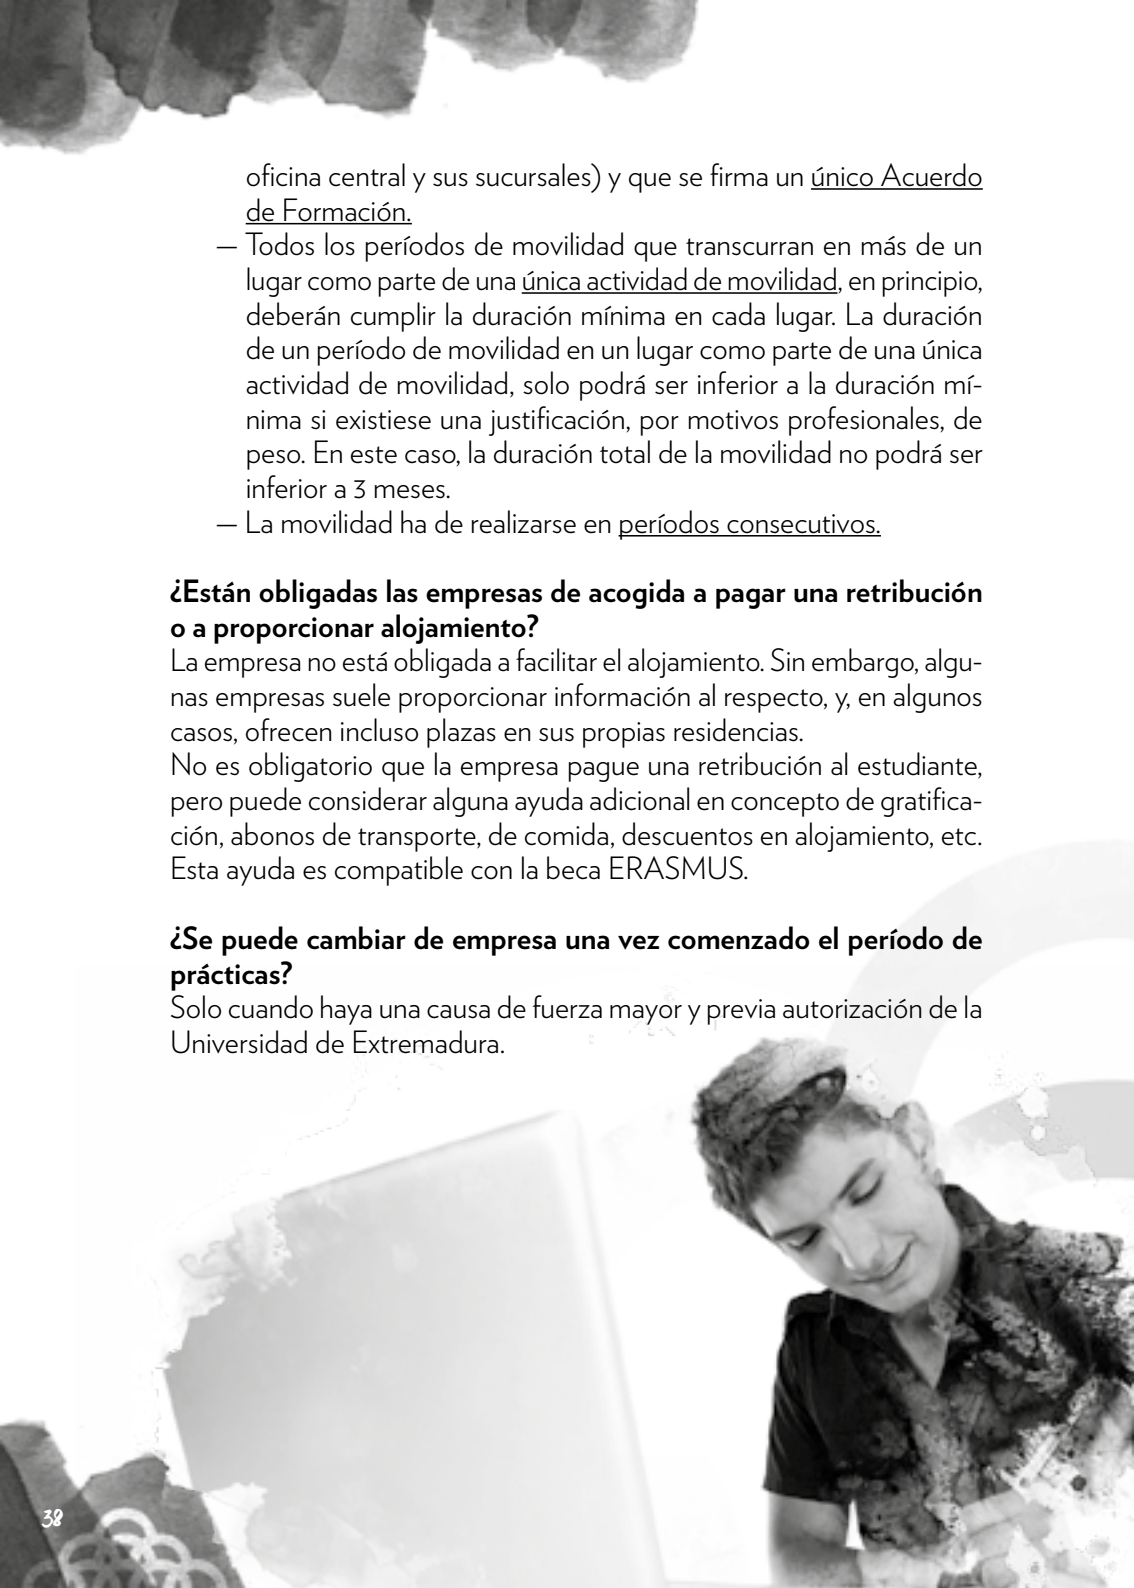 oficina central y sus sucursales) y que se firma un único Acuerdo
de Formación.
— Todos los períodos de movilidad que transcurran en más de un
lugar como parte de una única actividad de movilidad, en principio,
deberán cumplir la duración mínima en cada lugar. La duración
de un período de movilidad en un lugar como parte de una única
actividad de movilidad, solo podrá ser inferior a la duración mí-
nima si existiese una justificación, por motivos profesionales, de
peso. En este caso, la duración total de la movilidad no podrá ser
inferior a 3 meses.
— La movilidad ha de realizarse en períodos consecutivos.
¿Están obligadas las empresas de acogida a pagar una retribución
o a proporcionar alojamiento?
La empresa no está obligada a facilitar el alojamiento. Sin embargo, algu-
nas empresas suele proporcionar información al respecto, y, en algunos
casos, ofrecen incluso plazas en sus propias residencias.
No es obligatorio que la empresa pague una retribución al estudiante,
pero puede considerar alguna ayuda adicional en concepto de gratifica-
ción, abonos de transporte, de comida, descuentos en alojamiento, etc.
Esta ayuda es compatible con la beca ERASMUS.
¿Se puede cambiar de empresa una vez comenzado el período de
prácticas?
Solo cuando haya una causa de fuerza mayor y previa autorización de la
Universidad de Extremadura.
38